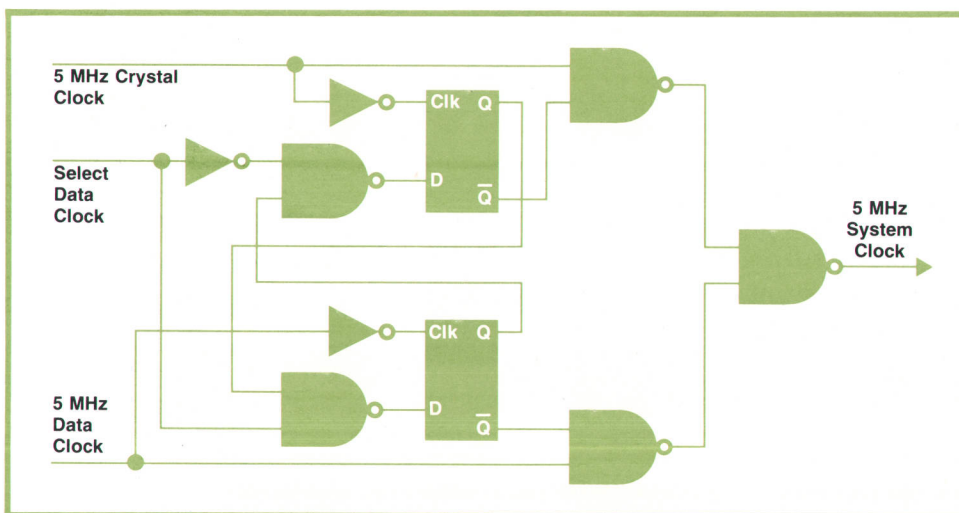 5 MHz Crystal
Clock
Clk Q
D
Q̅
Select
Data
Clock
5 MHz
System
Clock
Clk Q
D
Q̅
5 MHz
Data
Clock